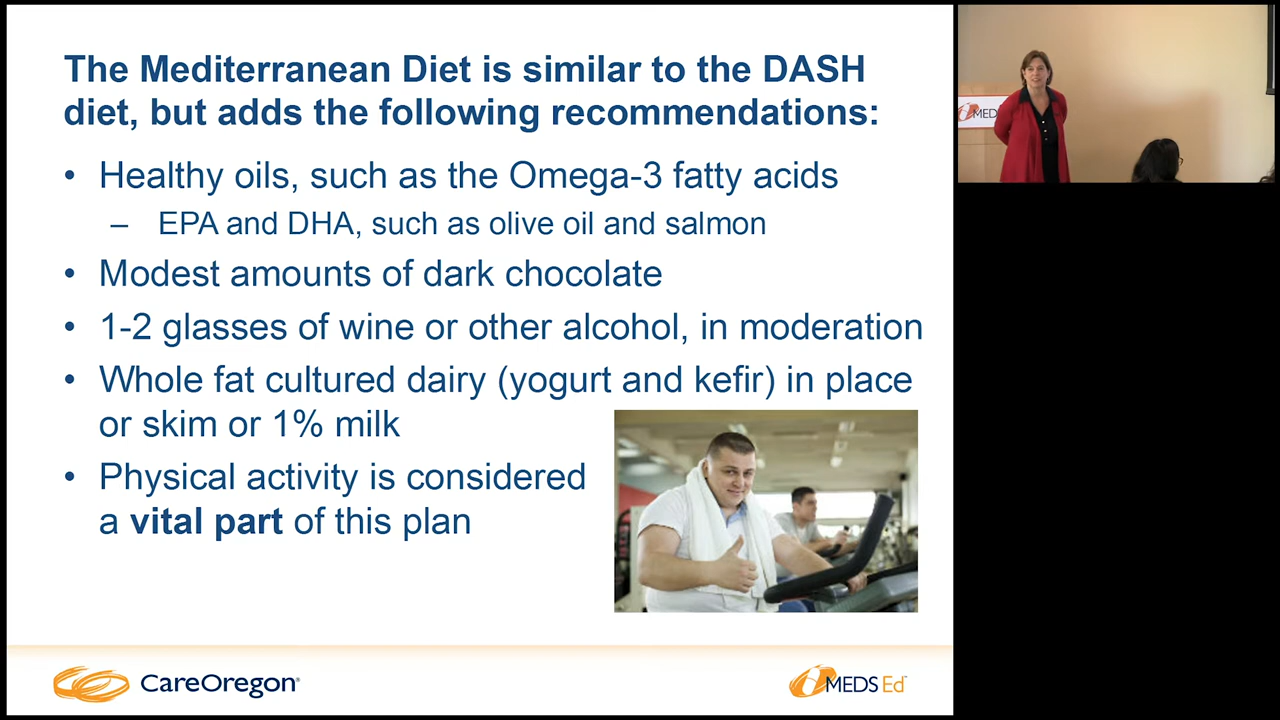 The Mediterranean Diet is similar to the DASH
diet, but adds the following recommendations:
• Healthy oils, such as the Omega-3 fatty acids
– EPA and DHA, such as olive oil and salmon
• Modest amounts of dark chocolate
• 1-2 glasses of wine or other alcohol, in moderation
• Whole fat cultured dairy (yogurt and kefir) in place
or skim or 1% milk
• Physical activity is considered
a vital part of this plan
CareOregon®
MEDS Ed™
MED